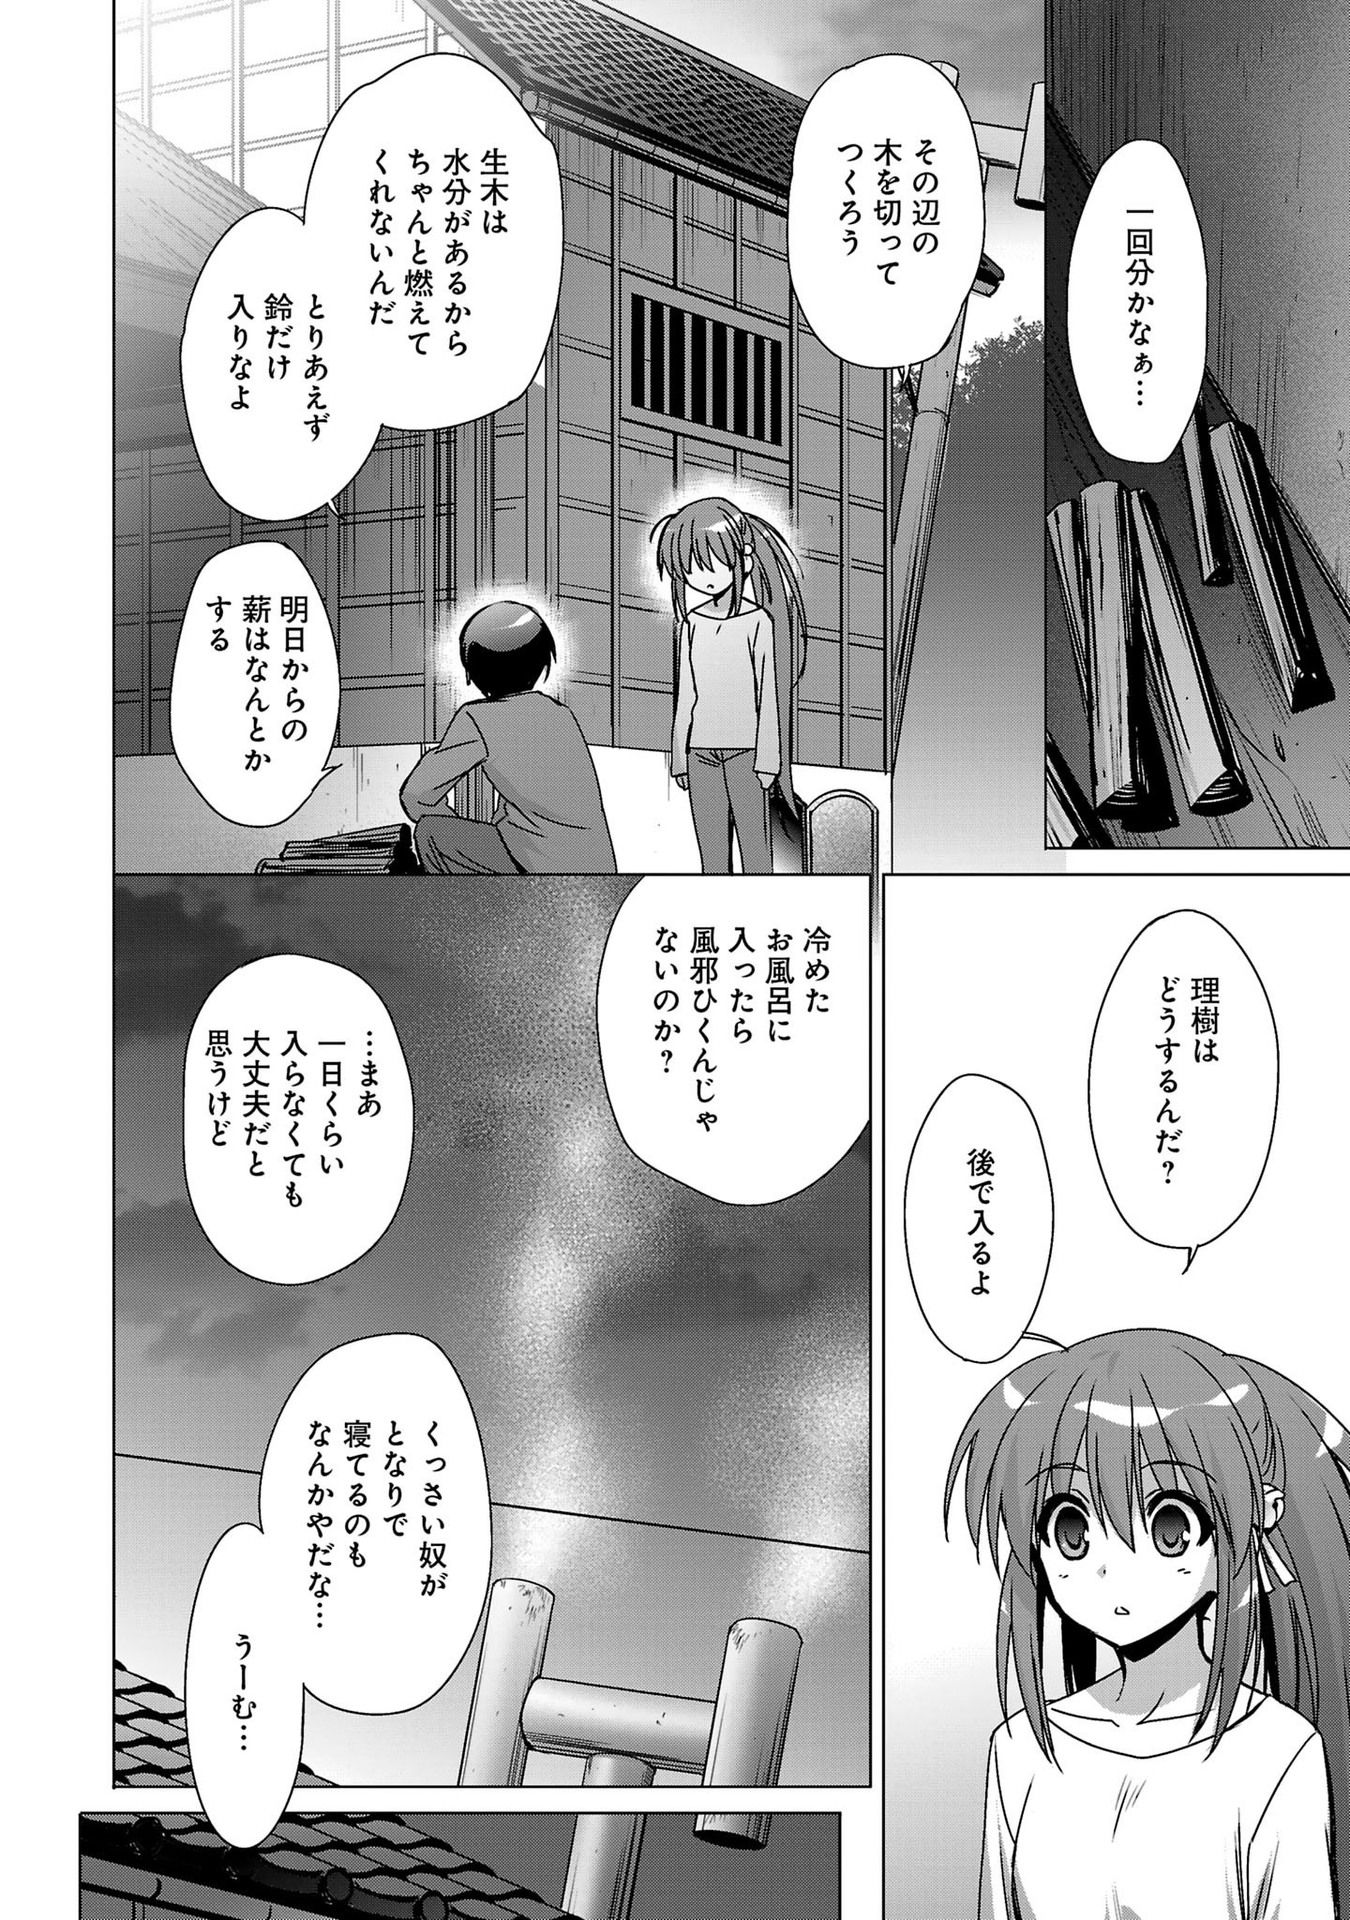 一回分かなぁ…
その辺の
木を切って
つくろう
生木は
水分があるから
ちゃんと燃えて
くれないんだ
とりあえず
鈴だけ
入りなよ
明日からの
薪はなんとか
する
理樹は
どうするんだ？
後で入るよ
冷めた
お風呂に
入ったら
風邪ひくんじゃ
ないのか？
…まあ
一日くらい
入らなくても
大丈夫だと
思うけど
くっさい奴が
となりで
寝てるのも
なんかやだな…
うーむ…